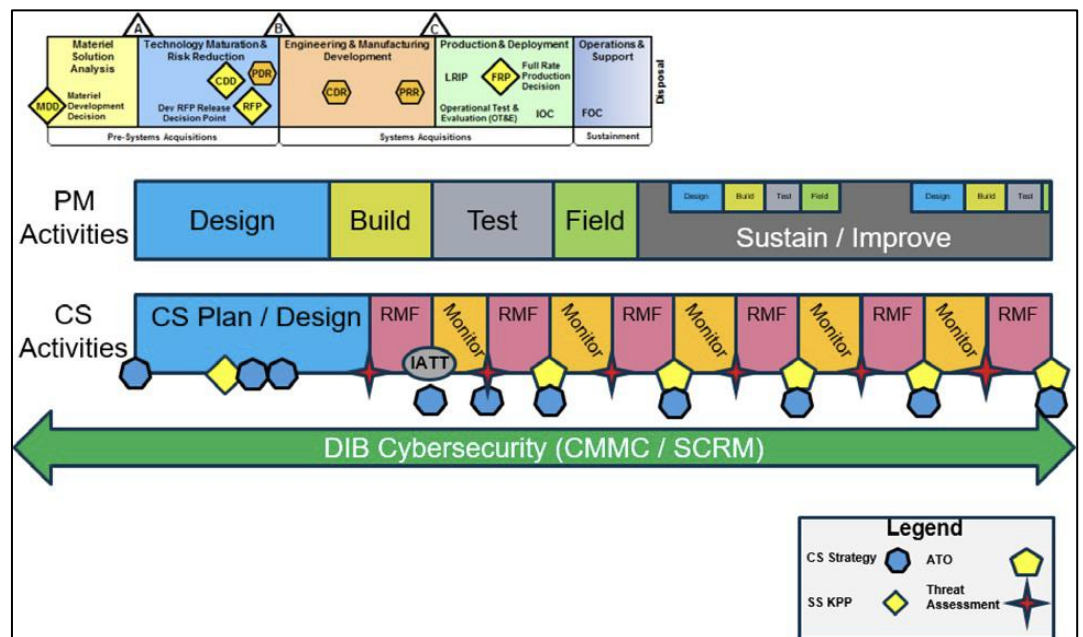 A
B
C
Materiel
Solution
Analysis
Technology Maturation &
Risk Reduction
Engineering & Manufacturing
Development
Production & Deployment
Operations &
Support
MDD
Materiel
Development
Decision
CDD
PDR
Dev RFP Release
Decision Point
RFP
CDR
PRR
LRIP
FRP
Full Rate
Production
Decision
Operational Test &
Evaluation (OT&E)
IOC
FOC
Disposal
Pre-Systems Acquisitions
Systems Acquisitions
Sustainment
PM
Activities
Design
Build
Test
Field
Design
Build
Test
Field
Design
Build
Test
Sustain / Improve
CS
Activities
CS Plan / Design
RMF
Monitor
RMF
Monitor
RMF
Monitor
RMF
Monitor
RMF
Monitor
RMF
IATT
DIB Cybersecurity (CMMC / SCRM)
Legend
CS Strategy
ATO
SS KPP
Threat
Assessment